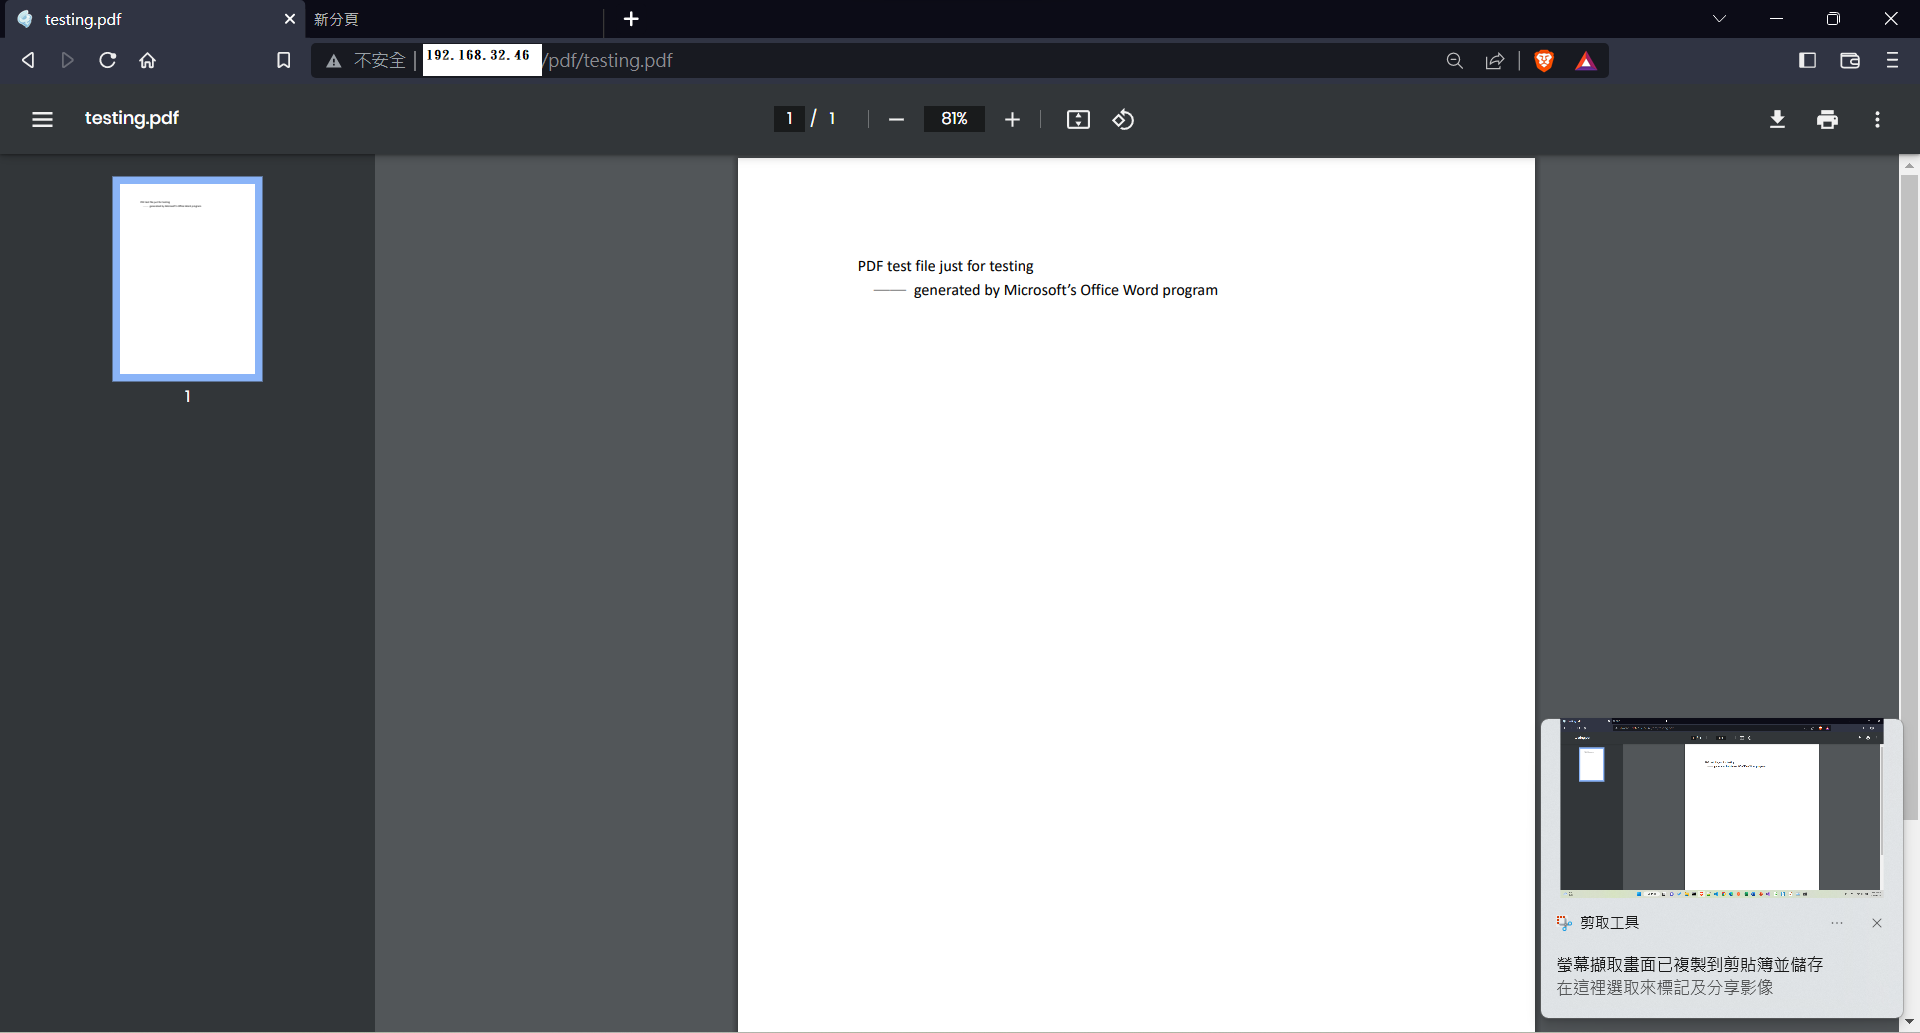 testing.pdf
新分頁
不安全
192.168.32.46/pdf/testing.pdf
testing.pdf
1 / 1
81%
1
PDF test file just for testing
—— generated by Microsoft’s Office Word program
剪取工具
螢幕擷取畫面已複製到剪貼簿並儲存
在這裡選取來標記及分享影像